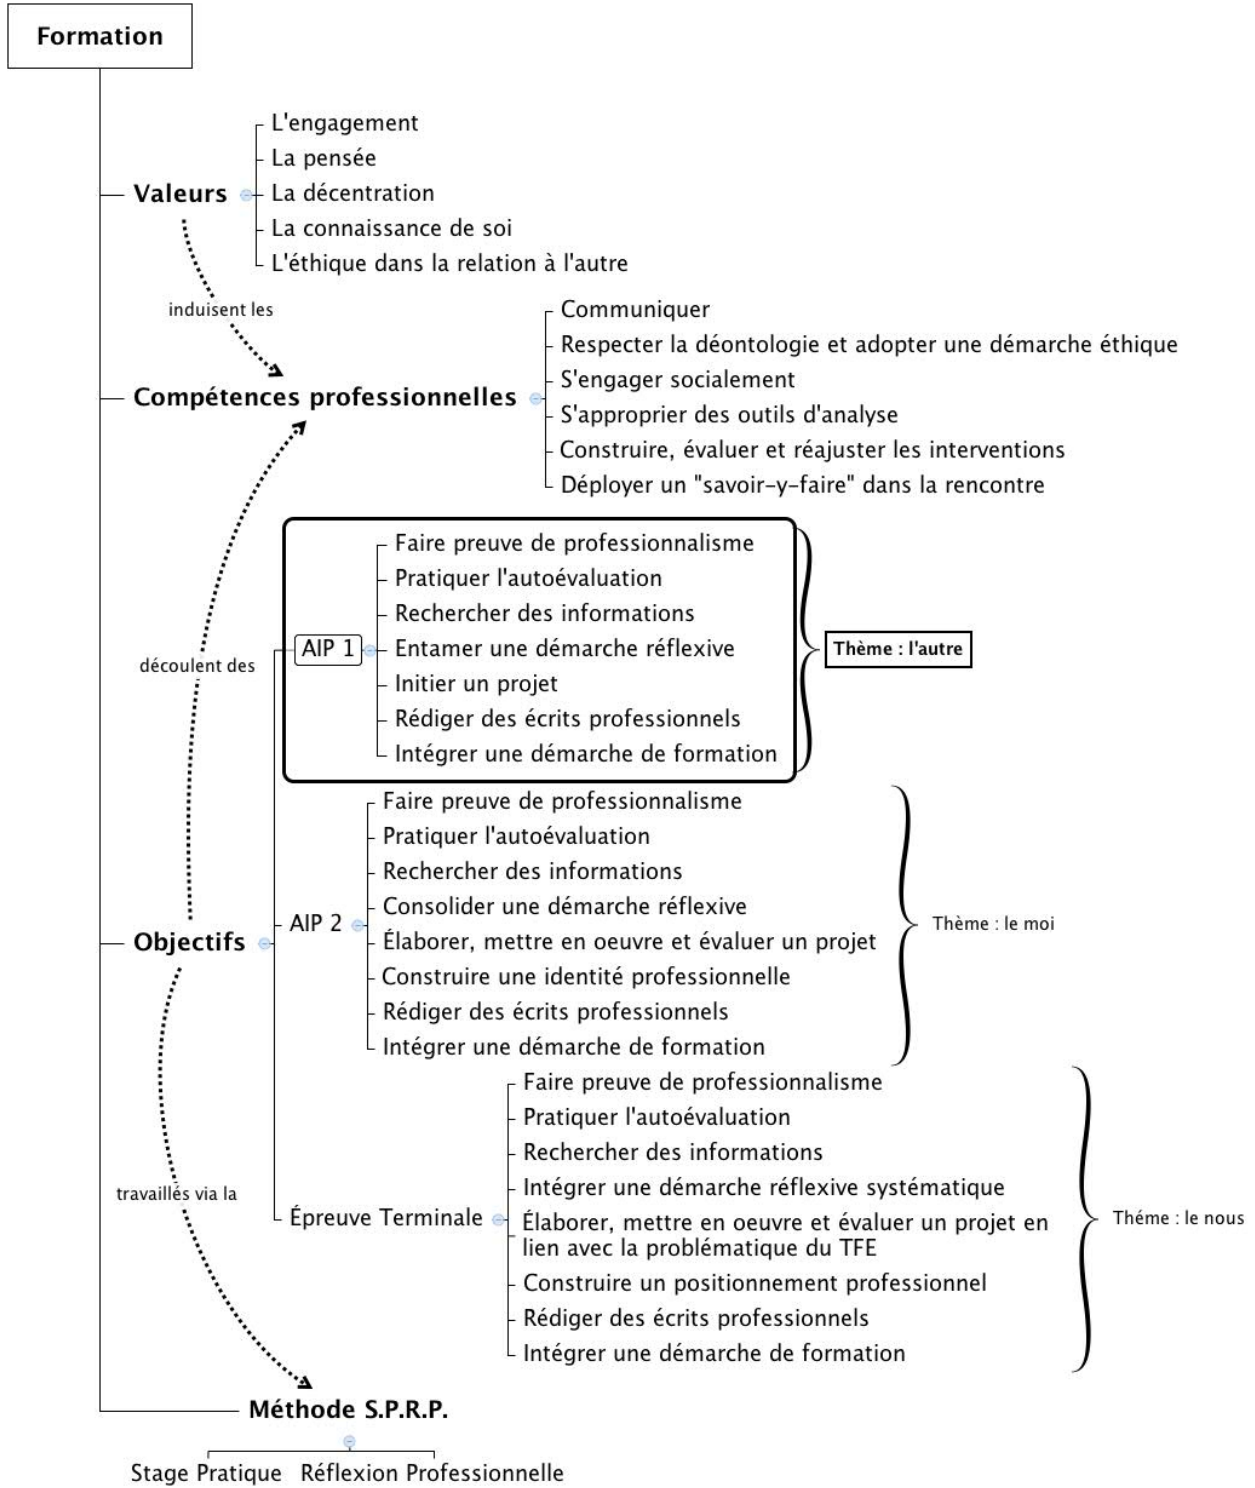 Formation
L'engagement
La pensée
Valeurs
La décentration
La connaissance de soi
L'éthique dans la relation à l'autre
induisent les
Communiquer
Respecter la déontologie et adopter une démarche éthique
S'engager socialement
Compétences professionnelles
S'approprier des outils d'analyse
Construire, évaluer et réajuster les interventions
Déployer un "savoir-y-faire" dans la rencontre
Faire preuve de professionnalisme
Pratiquer l'autoévaluation
Rechercher des informations
AIP 1
Entamer une démarche réflexive
Initier un projet
Rédiger des écrits professionnels
Intégrer une démarche de formation
Thème : l'autre
découlent des
Faire preuve de professionnalisme
Pratiquer l'autoévaluation
Rechercher des informations
Consolider une démarche réflexive
AIP 2
Élaborer, mettre en oeuvre et évaluer un projet
Construire une identité professionnelle
Rédiger des écrits professionnels
Intégrer une démarche de formation
Thème : le moi
Objectifs
Faire preuve de professionnalisme
Pratiquer l'autoévaluation
Rechercher des informations
Intégrer une démarche réflexive systématique
Épreuve Terminale
Élaborer, mettre en oeuvre et évaluer un projet en
lien avec la problématique du TFE
Construire un positionnement professionnel
Rédiger des écrits professionnels
Intégrer une démarche de formation
Théme : le nous
travaillés via la
Méthode S.P.R.P.
Stage Pratique
Réflexion Professionnelle